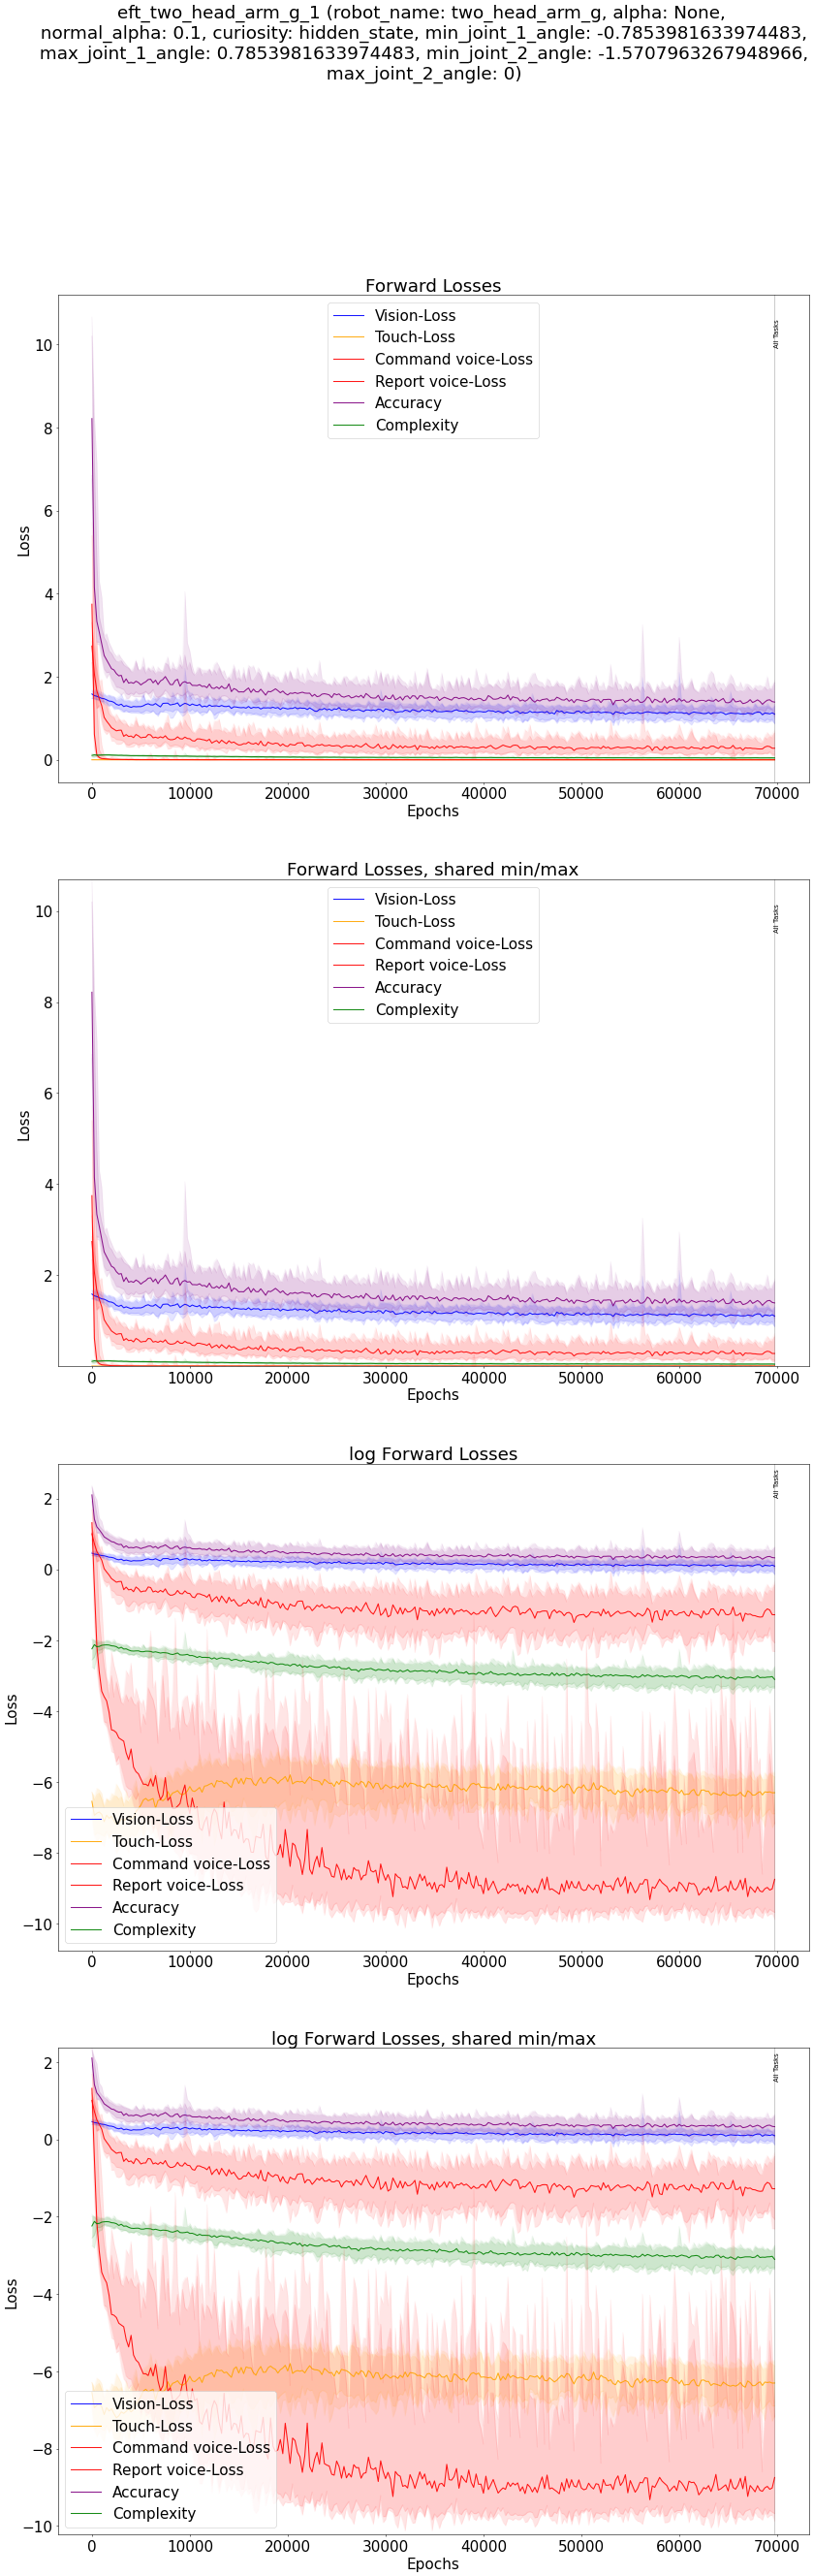 eft_two_head_arm_g_1 (robot_name: two_head_arm_g, alpha: None,
normal_alpha: 0.1, curiosity: hidden_state, min_joint_1_angle: -0.7853981633974483,
max_joint_1_angle: 0.7853981633974483, min_joint_2_angle: -1.5707963267948966,
max_joint_2_angle: 0)
Forward Losses
Vision-Loss
Touch-Loss
Command voice-Loss
Report voice-Loss
Accuracy
Complexity
All Tasks
10
8
6
4
2
0
Loss
0 10000 20000 30000 40000 50000 60000 70000
Epochs
Forward Losses, shared min/max
Vision-Loss
Touch-Loss
Command voice-Loss
Report voice-Loss
Accuracy
Complexity
All Tasks
10
8
6
4
2
Loss
0 10000 20000 30000 40000 50000 60000 70000
Epochs
log Forward Losses
All Tasks
2
0
−2
−4
−6
−8
−10
Loss
Vision-Loss
Touch-Loss
Command voice-Loss
Report voice-Loss
Accuracy
Complexity
0 10000 20000 30000 40000 50000 60000 70000
Epochs
log Forward Losses, shared min/max
All Tasks
2
0
−2
−4
−6
−8
−10
Loss
Vision-Loss
Touch-Loss
Command voice-Loss
Report voice-Loss
Accuracy
Complexity
0 10000 20000 30000 40000 50000 60000 70000
Epochs